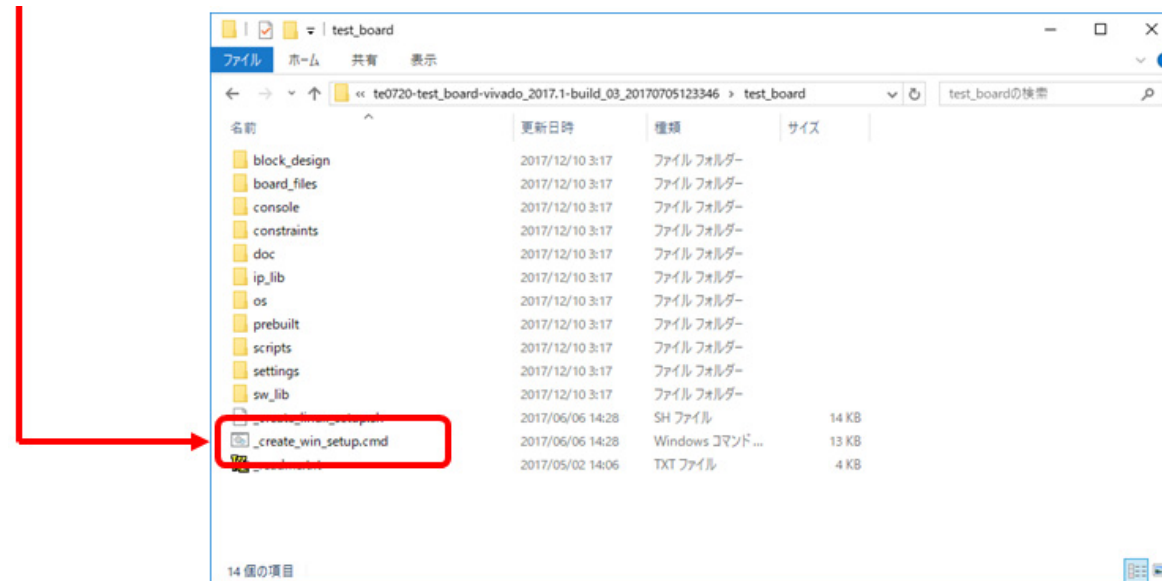 test_board
ファイル ホーム 共有 表示
« te0720-test_board-vivado_2017.1-build_03_20170705123346 › test_board test_boardの検索
名前 更新日時 種類 サイズ
block_design 2017/12/10 3:17 ファイル フォルダー
board_files 2017/12/10 3:17 ファイル フォルダー
console 2017/12/10 3:17 ファイル フォルダー
constraints 2017/12/10 3:17 ファイル フォルダー
doc 2017/12/10 3:17 ファイル フォルダー
ip_lib 2017/12/10 3:17 ファイル フォルダー
os 2017/12/10 3:17 ファイル フォルダー
prebuilt 2017/12/10 3:17 ファイル フォルダー
scripts 2017/12/10 3:17 ファイル フォルダー
settings 2017/12/10 3:17 ファイル フォルダー
sw_lib 2017/12/10 3:17 ファイル フォルダー
2017/06/06 14:28 SH ファイル 14 KB
_create_win_setup.cmd 2017/06/06 14:28 Windows コマンド ... 13 KB
2017/05/02 14:06 TXT ファイル 4 KB
14 個の項目